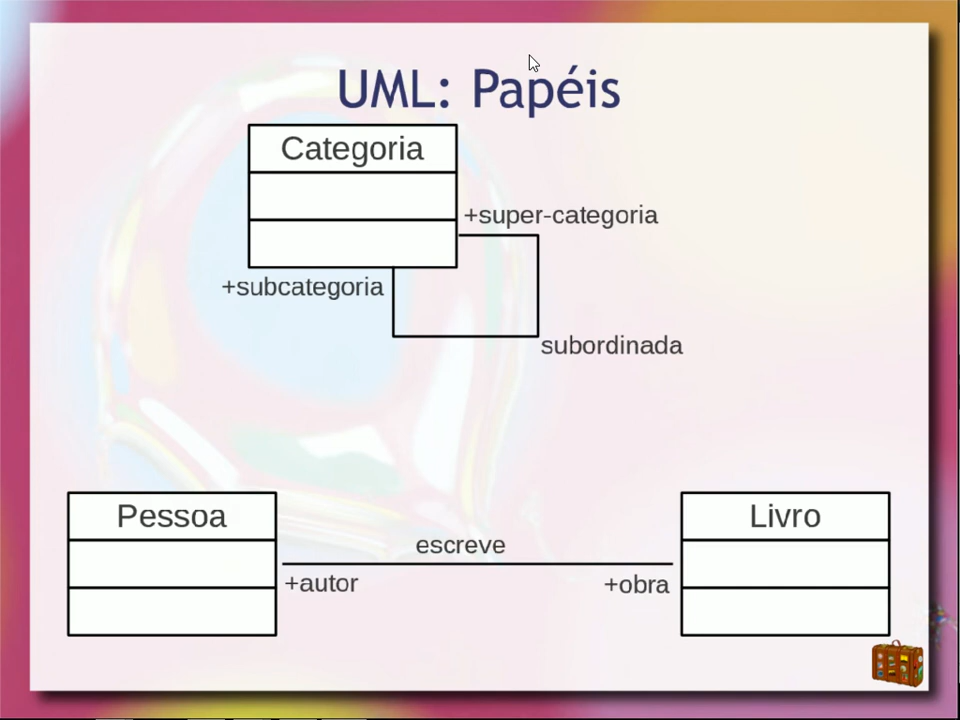 UML: Papéis
Categoria
+super-categoria
+subcategoria
subordinada
Pessoa
Livro
escreve
+autor
+obra